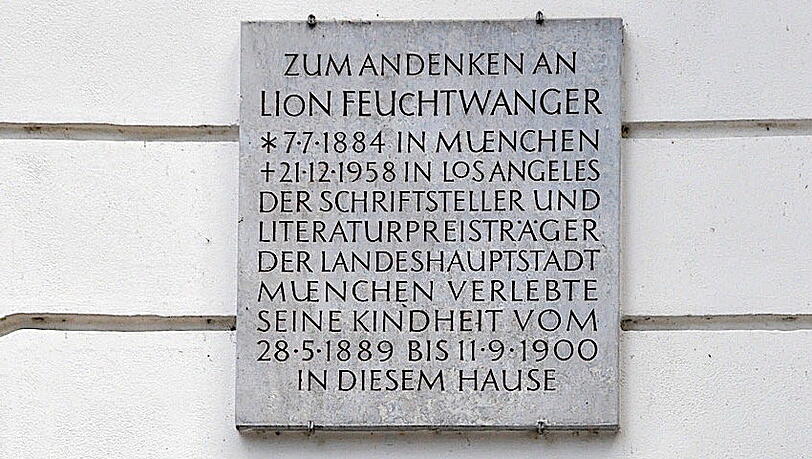 ZUM ANDENKEN AN
LION FEUCHTWANGER
*7·7·1884 IN MUENCHEN
†21·12·1958 IN LOS ANGELES
DER SCHRIFTSTELLER UND
LITERATURPREISTRÄGER
DER LANDESHAUPTSTADT
MUENCHEN VERLEBTE
SEINE KINDHEIT VOM
28·5·1889 BIS 11·9·1900
IN DIESEM HAUSE